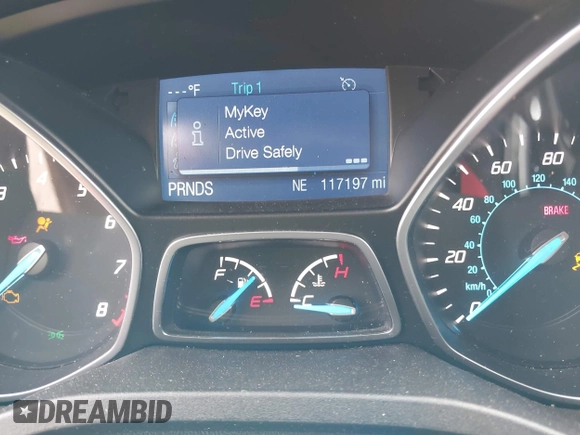 ---°F Trip 1
MyKey
Active
Drive Safely
PRNDS NE 117197 mi
3 5 6 7 8
F E
C H
0 20 40 60 80
20 40 60 80 100 120 140
km/h
BRAKE
DREAMBID